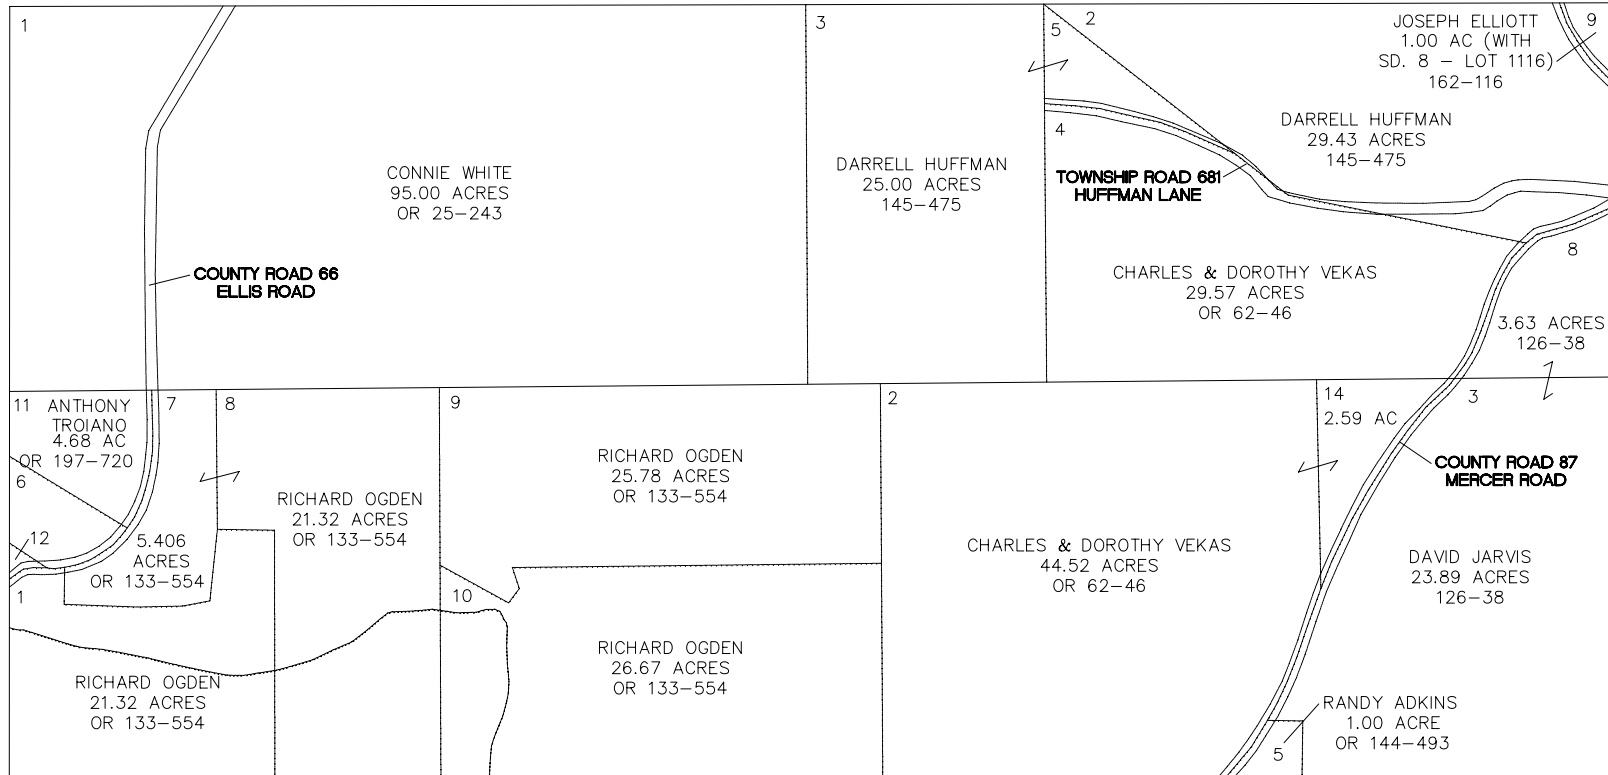 1
3
5
2
JOSEPH ELLIOTT
1.00 AC (WITH
SD. 8 – LOT 1116)
162–116
9
4
DARRELL HUFFMAN
29.43 ACRES
145–475
CONNIE WHITE
95.00 ACRES
OR 25–243
DARRELL HUFFMAN
25.00 ACRES
145–475
TOWNSHIP ROAD 681
HUFFMAN LANE
COUNTY ROAD 66
ELLIS ROAD
CHARLES & DOROTHY VEKAS
29.57 ACRES
OR 62–46
8
3.63 ACRES
126–38
11
ANTHONY
TROIANO
4.68 AC
OR 197–720
7
8
9
2
14
2.59 AC
3
6
RICHARD OGDEN
25.78 ACRES
OR 133–554
COUNTY ROAD 87
MERCER ROAD
RICHARD OGDEN
21.32 ACRES
OR 133–554
12
5.406
ACRES
OR 133–554
CHARLES & DOROTHY VEKAS
44.52 ACRES
OR 62–46
DAVID JARVIS
23.89 ACRES
126–38
1
10
RICHARD OGDEN
26.67 ACRES
OR 133–554
RICHARD OGDEN
21.32 ACRES
OR 133–554
RANDY ADKINS
1.00 ACRE
OR 144–493
5